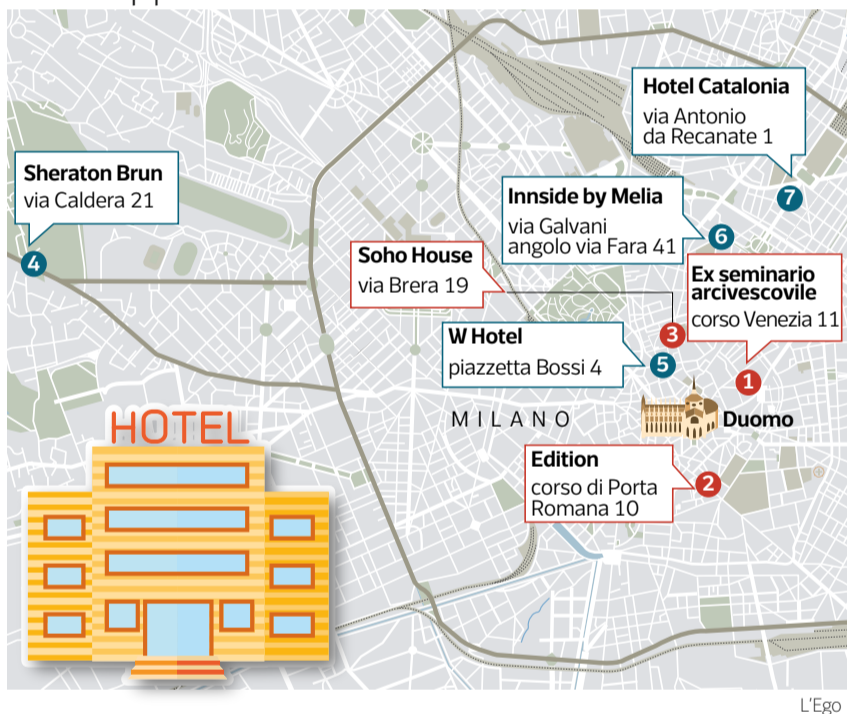 Hotel Catalonia
via Antonio
da Recanate 1
7
Sheraton Brun
via Caldera 21
4
Innside by Melia
via Galvani
angolo via Fara 41
6
Soho House
via Brera 19
3
Ex seminario
arcivescovile
corso Venezia 11
1
W Hotel
piazzetta Bossi 4
5
MILANO
Duomo
HOTEL
Edition
corso di Porta
Romana 10
2
L'Ego